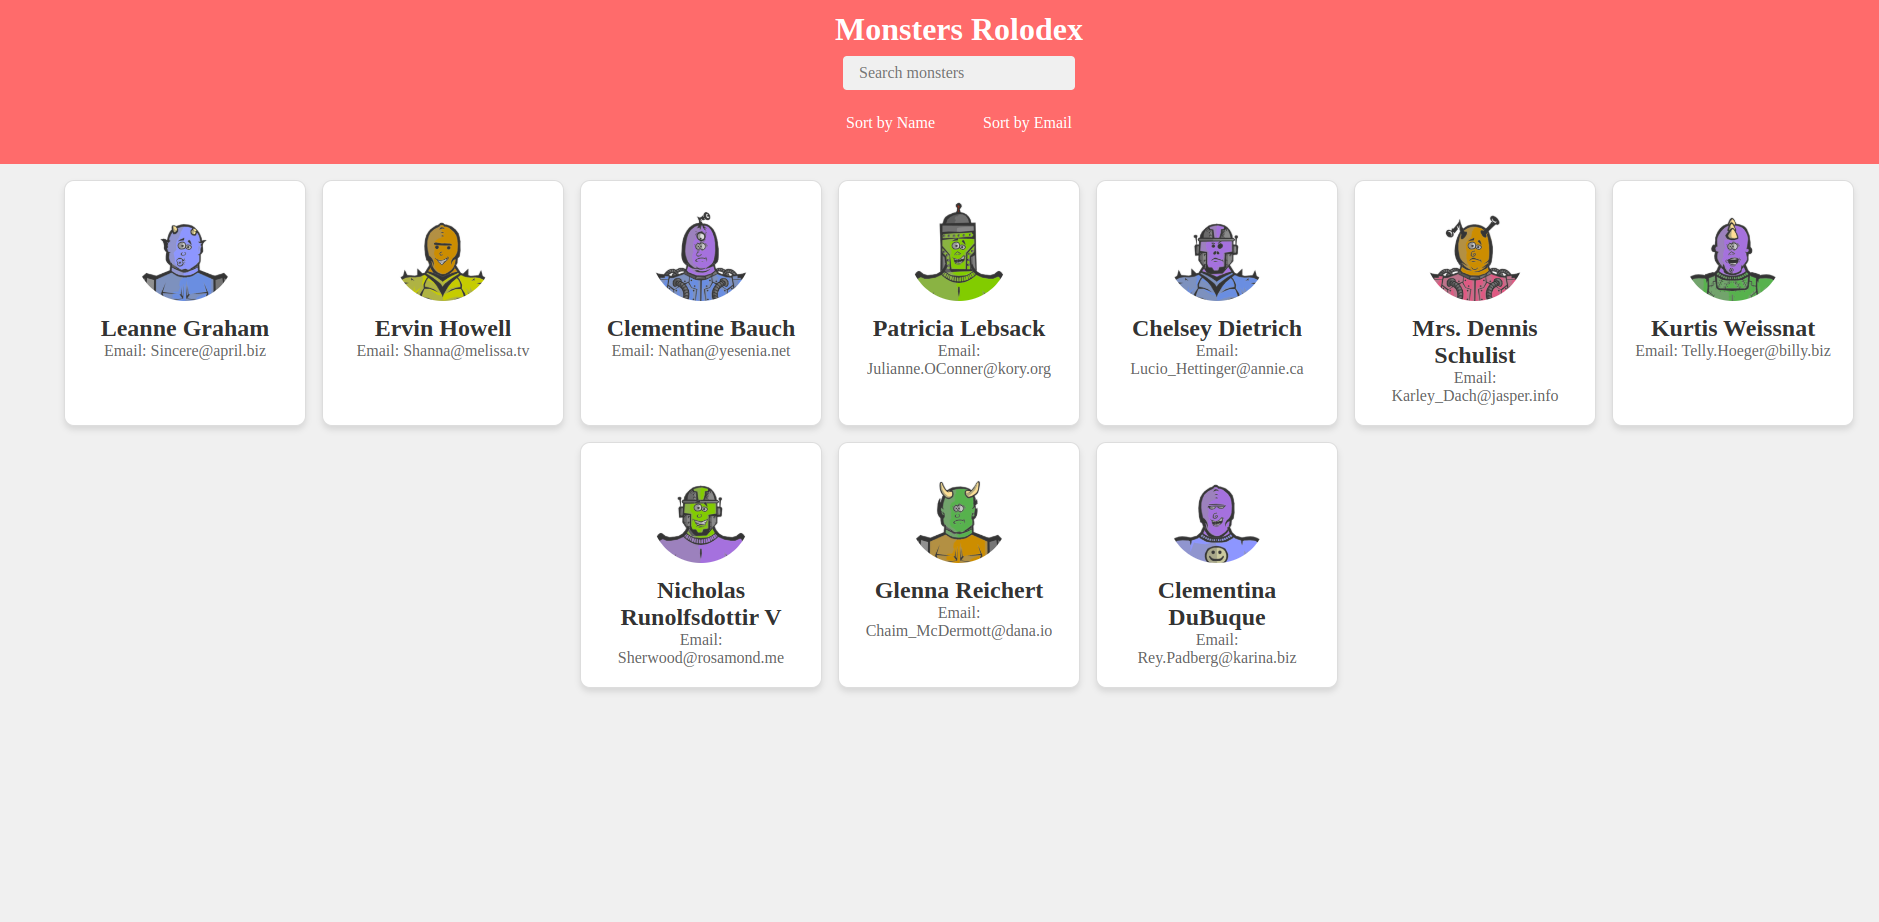 Monsters Rolodex
Search monsters
Sort by Name
Sort by Email
Leanne Graham
Email: Sincere@april.biz
Ervin Howell
Email: Shanna@melissa.tv
Clementine Bauch
Email: Nathan@yesenia.net
Patricia Lebsack
Email:
Julianne.OConner@kory.org
Chelsey Dietrich
Email:
Lucio_Hettinger@annie.ca
Mrs. Dennis
Schulist
Email:
Karley_Dach@jasper.info
Kurtis Weissnat
Email: Telly.Hoeger@billy.biz
Nicholas
Runolfsdottir V
Email:
Sherwood@rosamond.me
Glenna Reichert
Email:
Chaim_McDermott@dana.io
Clementina
DuBuque
Email:
Rey.Padberg@karina.biz